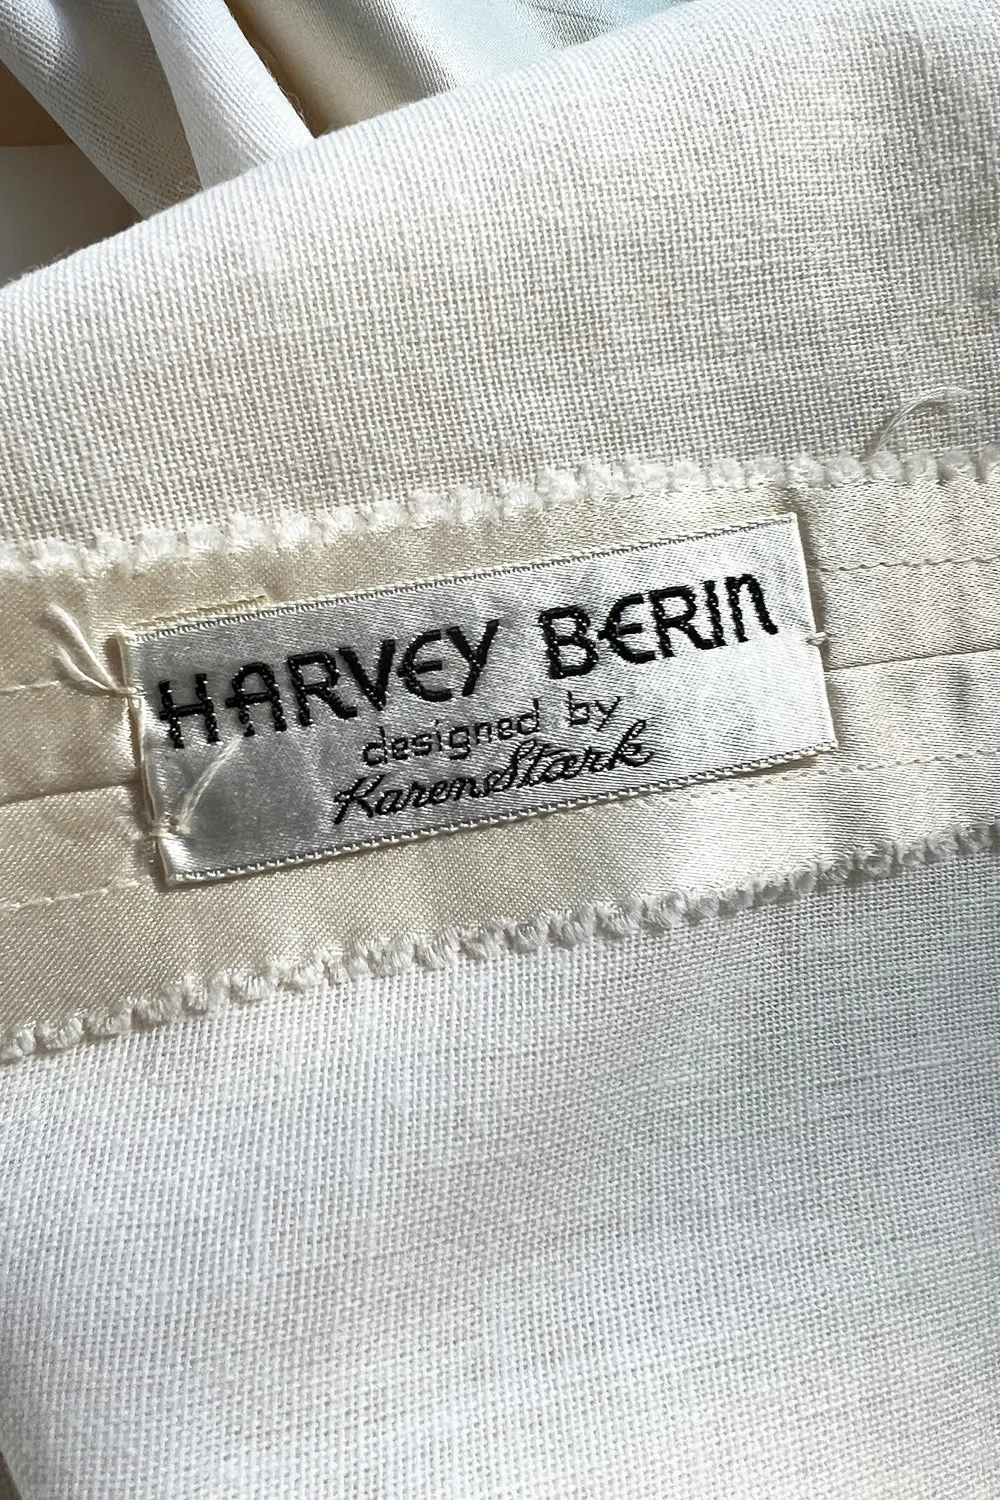 HARVEY BERIN
designed by
Karen Stark